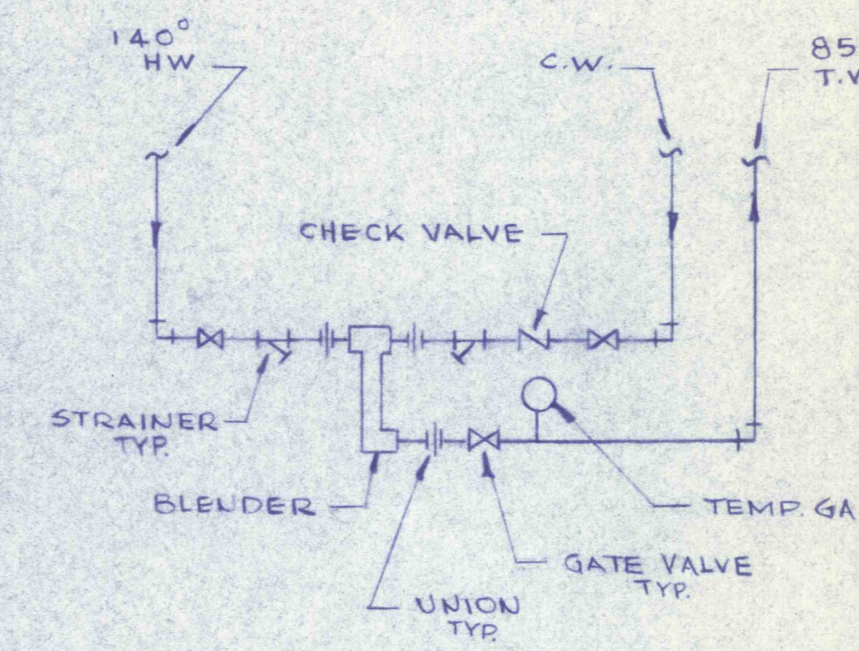 140°
HW
C.W.
85
T.W
CHECK VALVE
STRAINER
TYP.
BLENDER
TEMP. GA
GATE VALVE
TYP.
UNION
TYP.